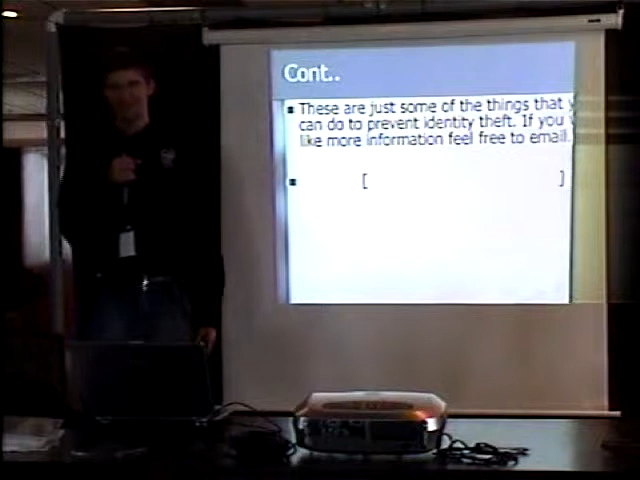 Cont..
▪ These are just some of the things that y
can do to prevent identity theft. If you
like more information feel free to email.
▪ [ ]